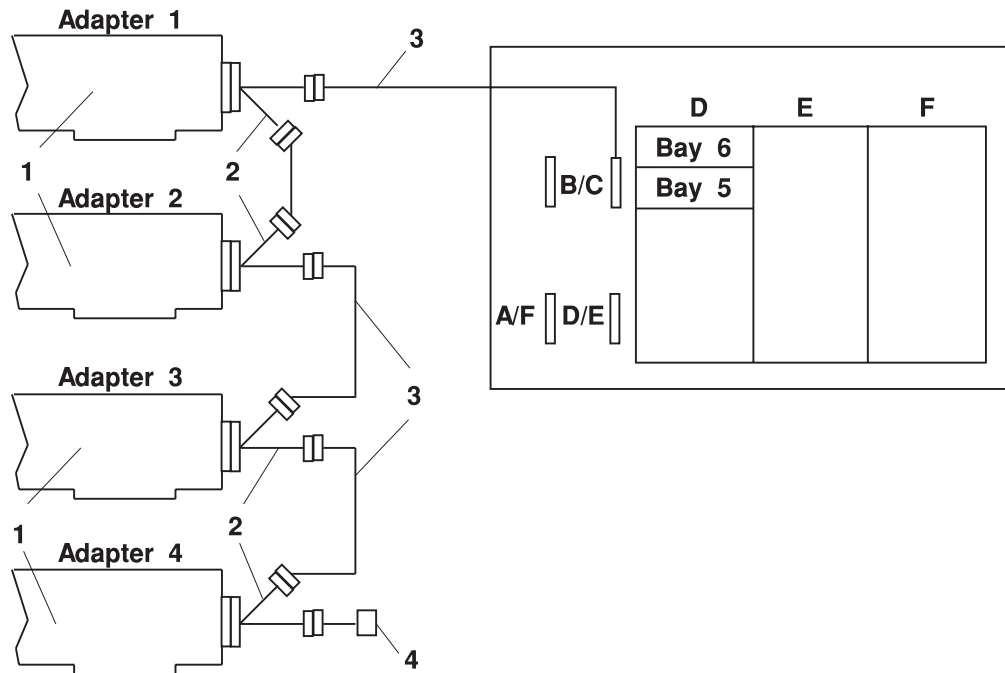 Adapter 1
3
D E F
Bay 6
1
2
B/C
Bay 5
Adapter 2
A/F
D/E
Adapter 3
3
1
2
Adapter 4
4